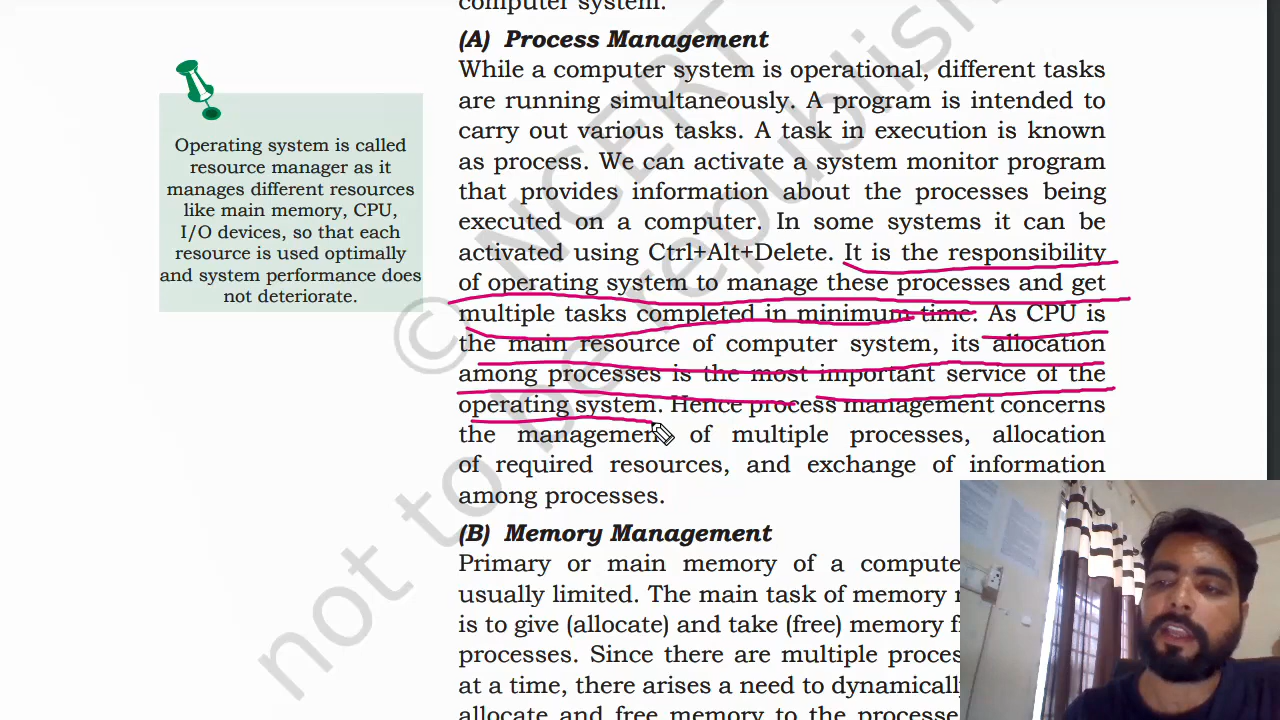 computer system.
(A) Process Management
While a computer system is operational, different tasks
are running simultaneously. A program is intended to
carry out various tasks. A task in execution is known
as process. We can activate a system monitor program
that provides information about the processes being
executed on a computer. In some systems it can be
activated using Ctrl+Alt+Delete. It is the responsibility
of operating system to manage these processes and get
multiple tasks completed in minimum time. As CPU is
the main resource of computer system, its allocation
among processes is the most important service of the
operating system. Hence process management concerns
the management of multiple processes, allocation
of required resources, and exchange of information
among processes.
(B) Memory Management
Primary or main memory of a compute
usually limited. The main task of memory
is to give (allocate) and take (free) memory
processes. Since there are multiple proces
at a time, there arises a need to dynamically
allocate and free memory to the processe
Operating system is called
resource manager as it
manages different resources
like main memory, CPU,
I/O devices, so that each
resource is used optimally
and system performance does
not deteriorate.
© NCERT
not to be republish